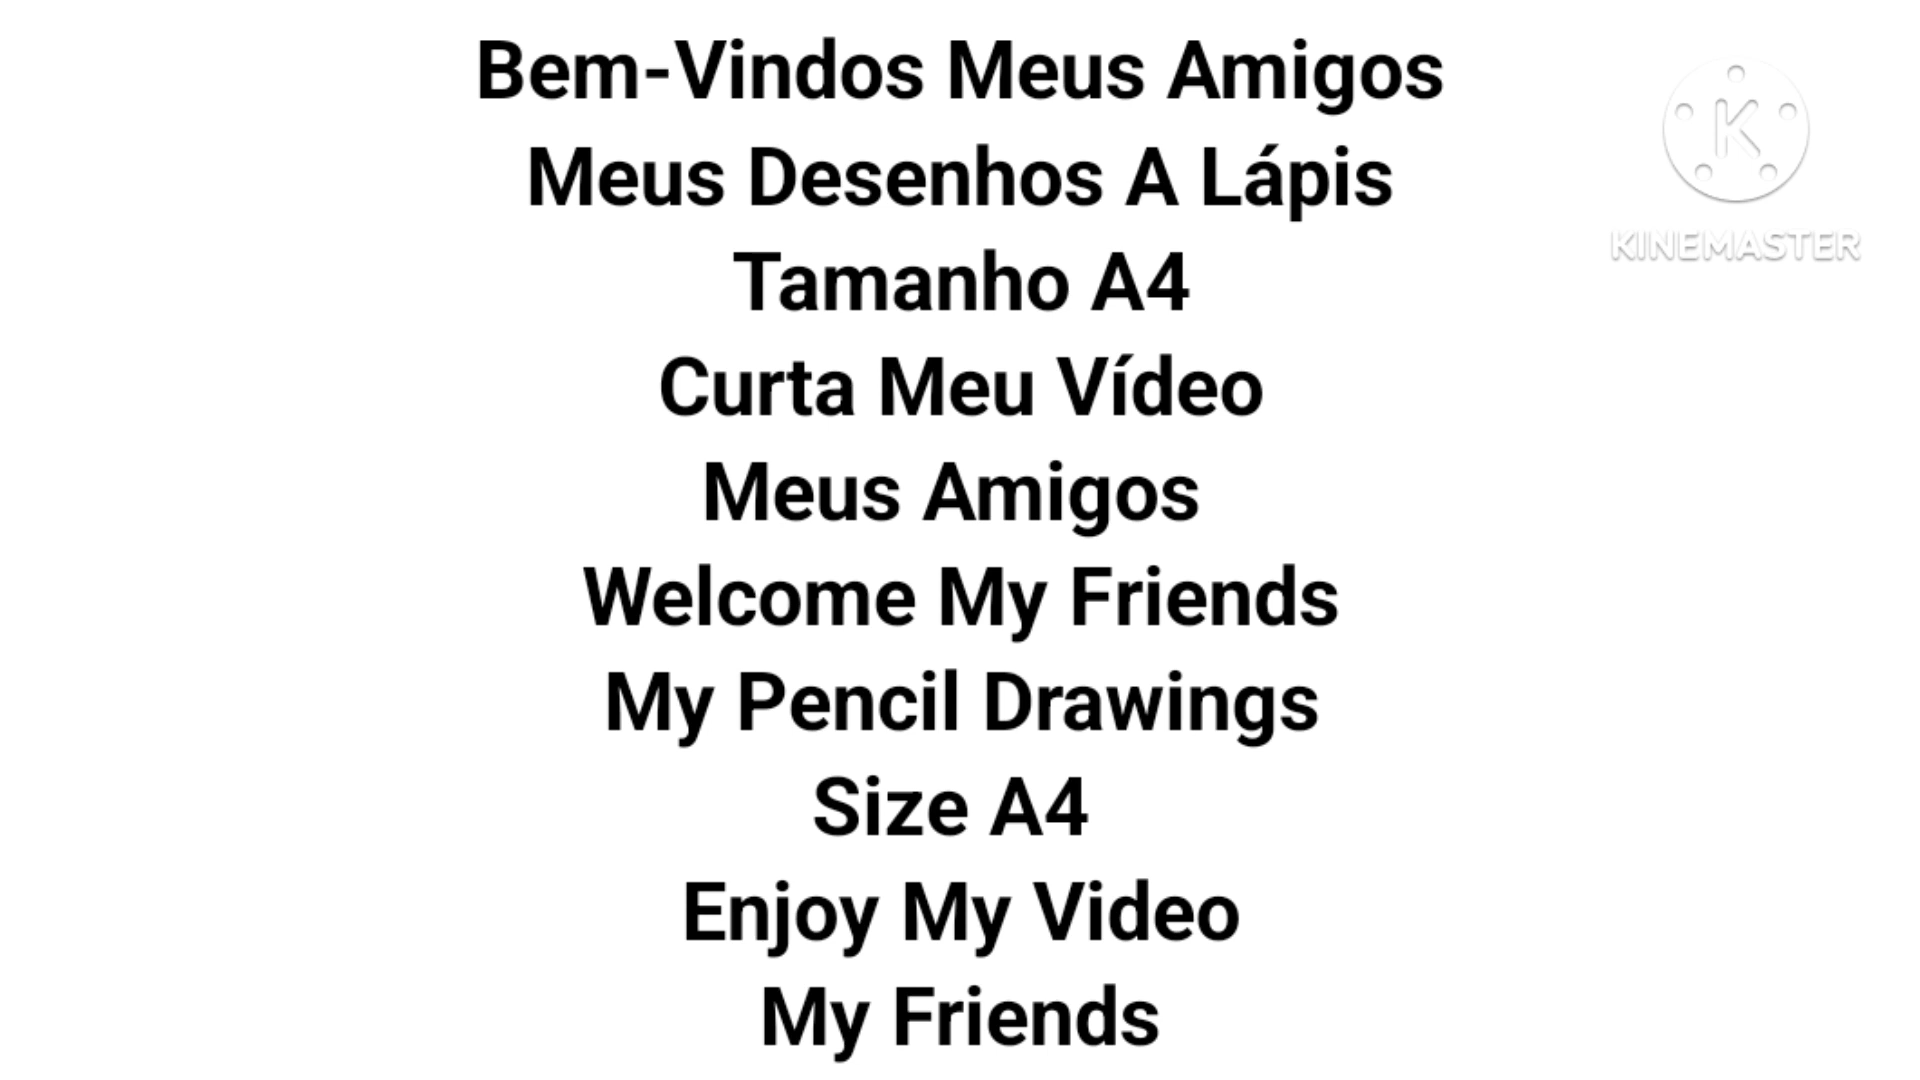 Bem-Vindos Meus Amigos
Meus Desenhos A Lápis
Tamanho A4
Curta Meu Vídeo
Meus Amigos
Welcome My Friends
My Pencil Drawings
Size A4
Enjoy My Video
My Friends
K
KINEMASTER